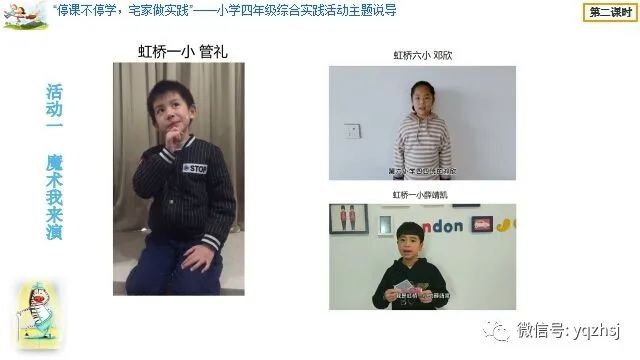 “停课不停学，宅家做实践”——小学四年级综合实践活动主题说导
第二课时
活动一 魔术我来演
虹桥一小 管礼
STOP
虹桥六小 邓欣
虹桥一小薛靖凯
ndon
微信号: yqzhsj